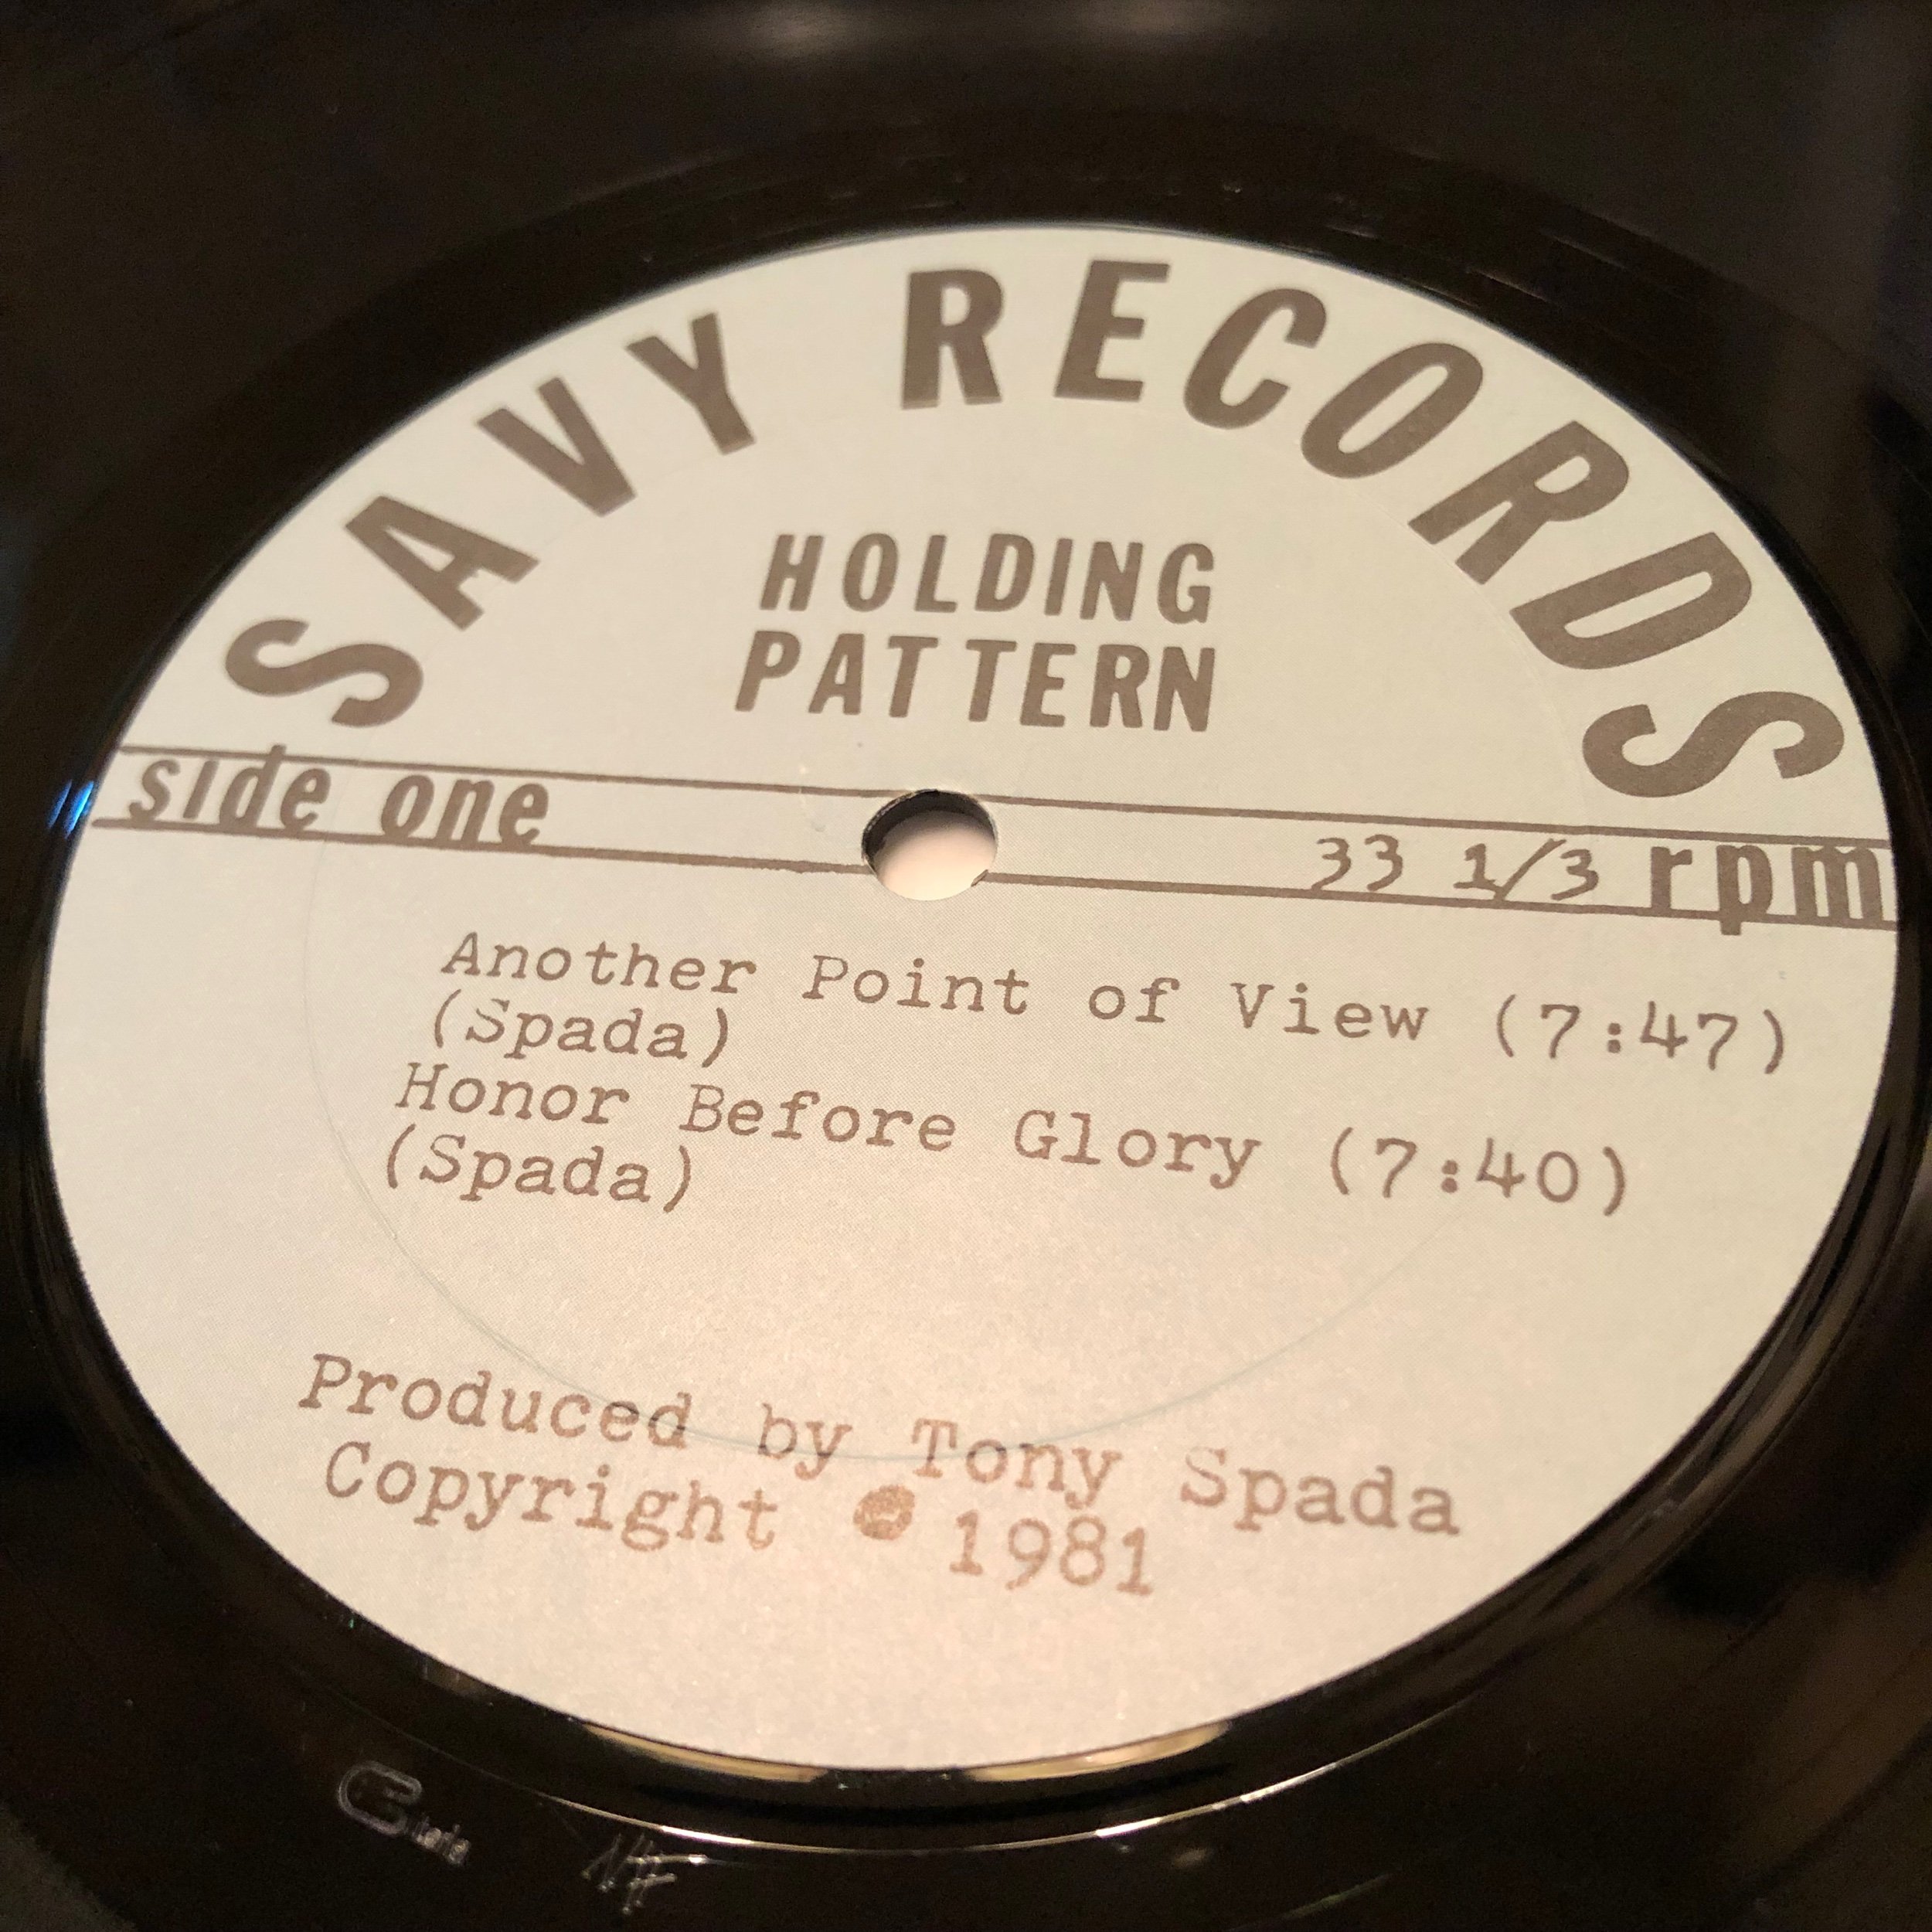 SAVY RECORDS
HOLDING
PATTERN
side one
33 1/3 rpm
Another Point of View (7:47)
(Spada)
Honor Before Glory (7:40)
(Spada)
Produced by Tony Spada
Copyright © 1981